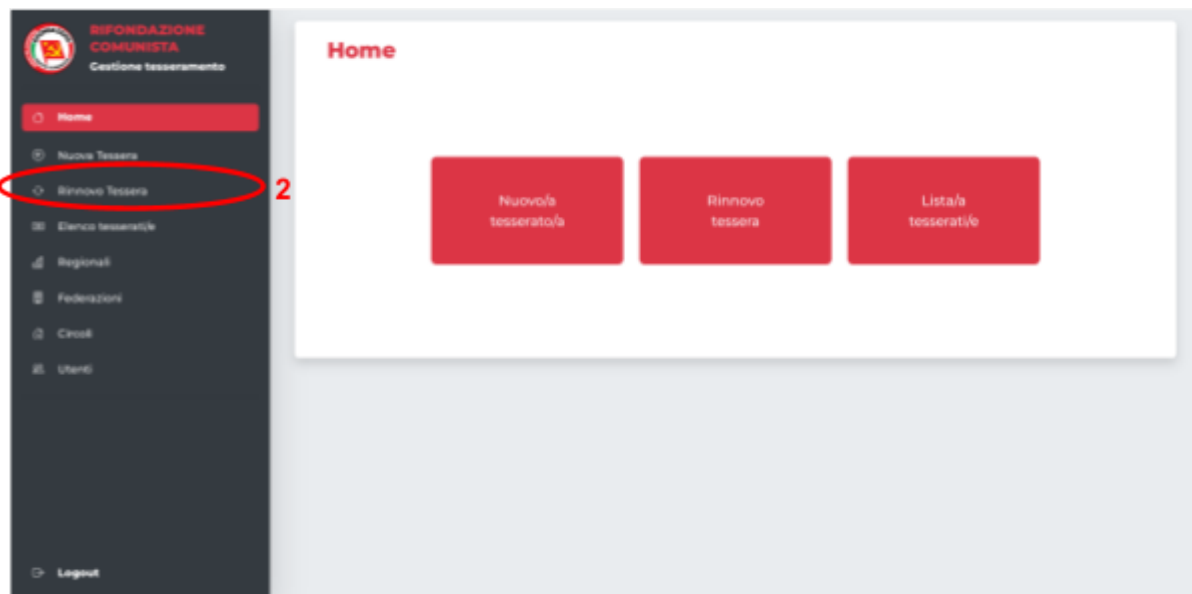 RIFONDAZIONE
COMUNISTA
Gestione tesseramento
Home
Nuova Tessera
Rinnovo Tessera
2
Elenco tesserati/e
Regionali
Federazioni
Circoli
Utenti
Logout
Home
Nuovo/a
tesserato/a
Rinnovo
tessera
Lista/a
tesserati/e